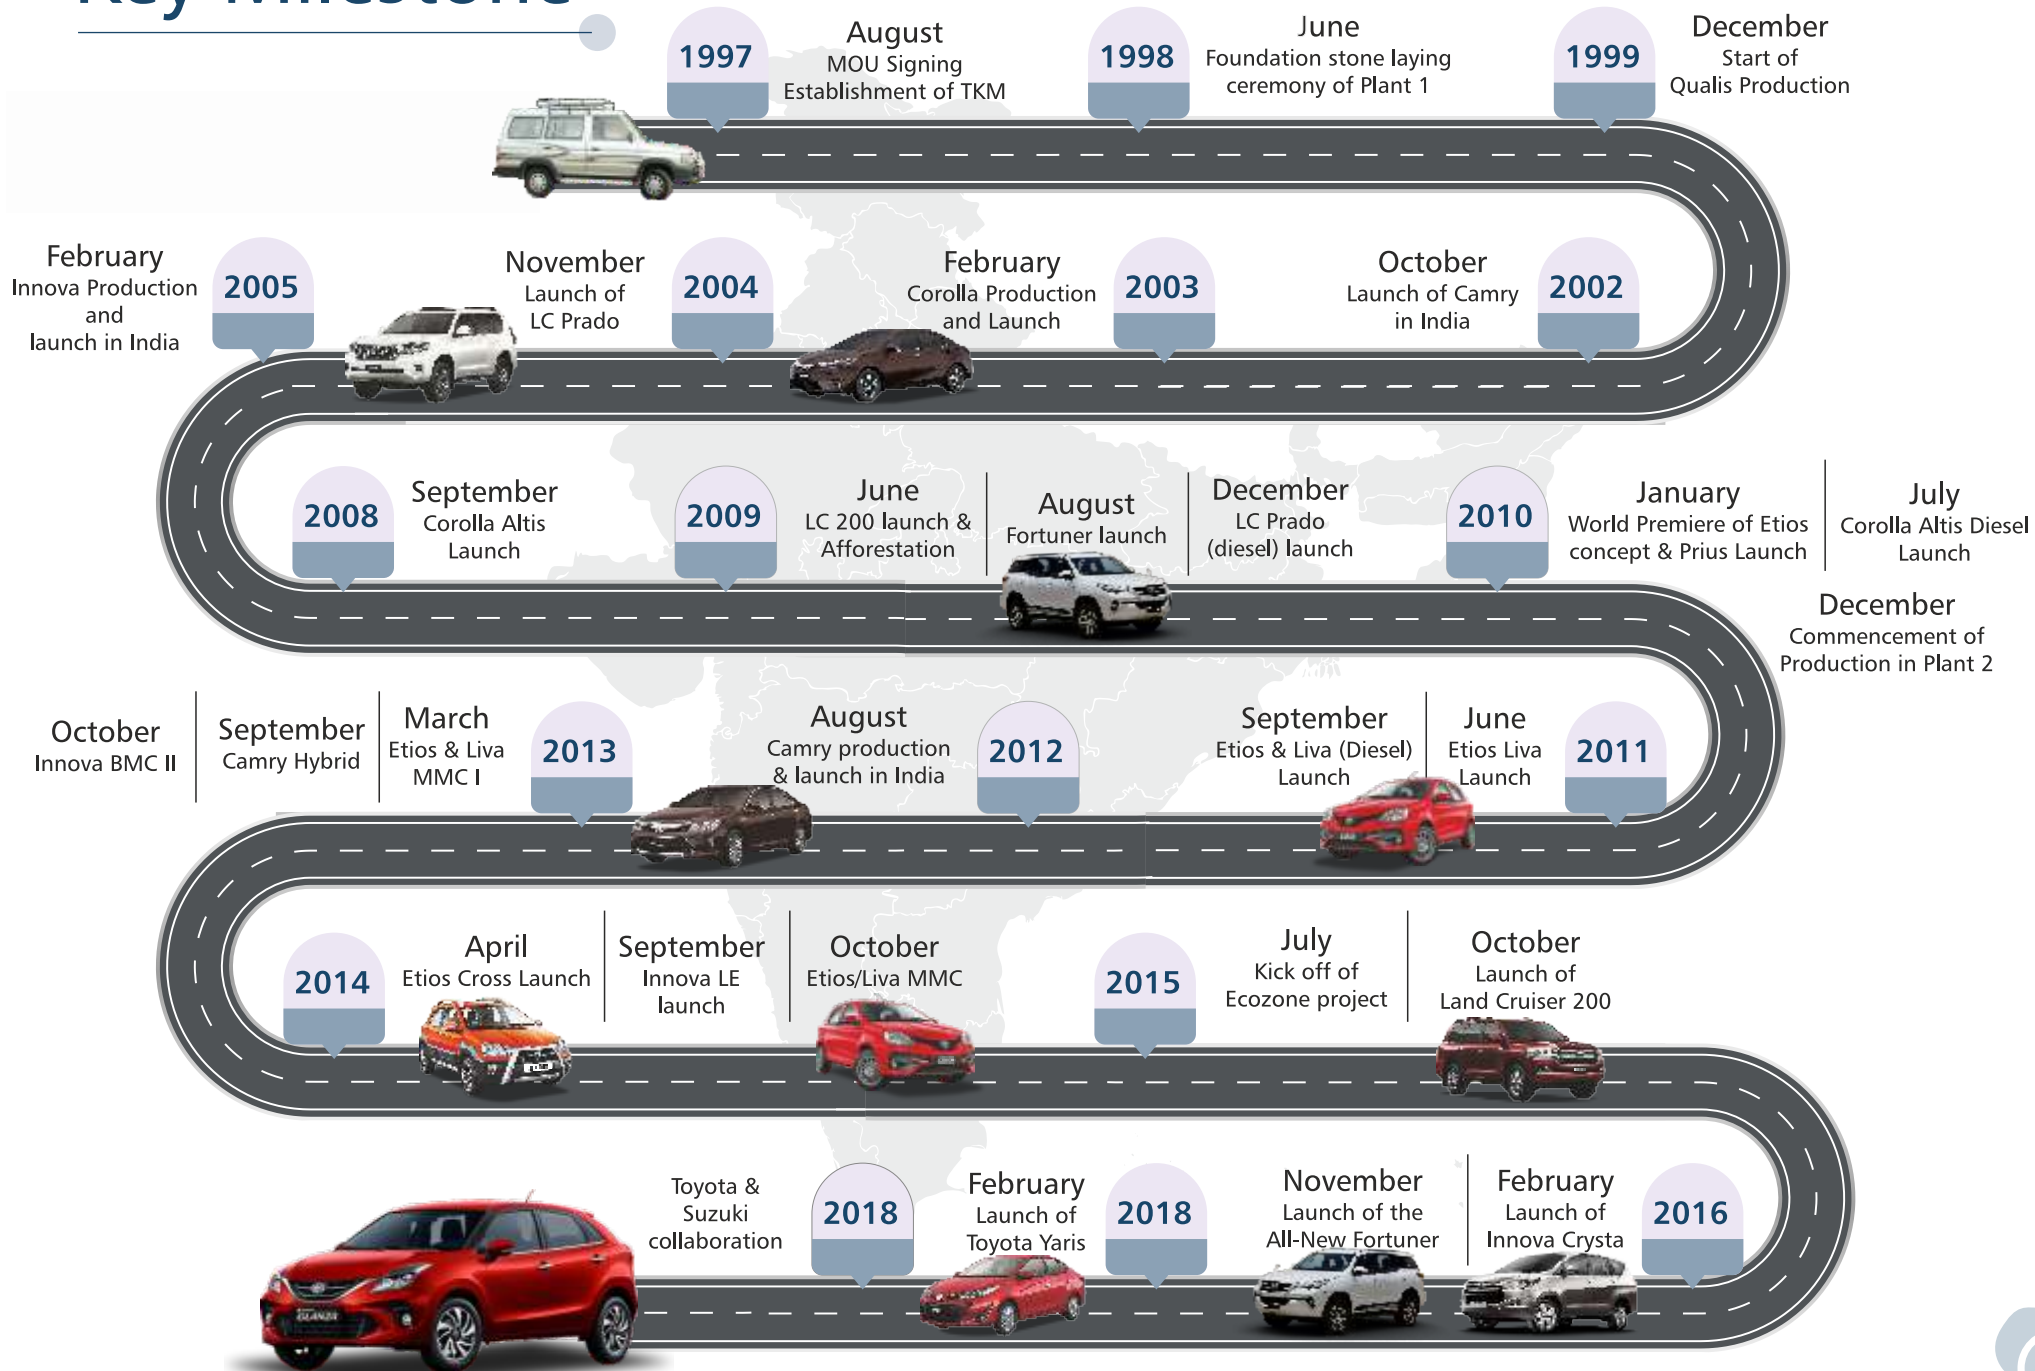 Key Milestone
1997
August
MOU Signing
Establishment of TKM
1998
June
Foundation stone laying
ceremony of Plant 1
1999
December
Start of
Qualis Production
February
Innova Production
and
launch in India
2005
November
Launch of
LC Prado
2004
February
Corolla Production
and Launch
2003
October
Launch of Camry
in India
2002
2008
September
Corolla Altis
Launch
2009
June
LC 200 launch &
Afforestation
August
Fortuner launch
December
LC Prado
(diesel) launch
2010
January
World Premiere of Etios
concept & Prius Launch
July
Corolla Altis Diesel
Launch
December
Commencement of
Production in Plant 2
October
Innova BMC II
September
Camry Hybrid
March
Etios & Liva
MMC I
2013
August
Camry production
& launch in India
2012
September
Etios & Liva (Diesel)
Launch
June
Etios Liva
Launch
2011
2014
April
Etios Cross Launch
September
Innova LE
launch
October
Etios/Liva MMC
2015
July
Kick off of
Ecozone project
October
Launch of
Land Cruiser 200
Toyota &
Suzuki
collaboration
2018
February
Launch of
Toyota Yaris
2018
November
Launch of the
All-New Fortuner
February
Launch of
Innova Crysta
2016
GLANZA